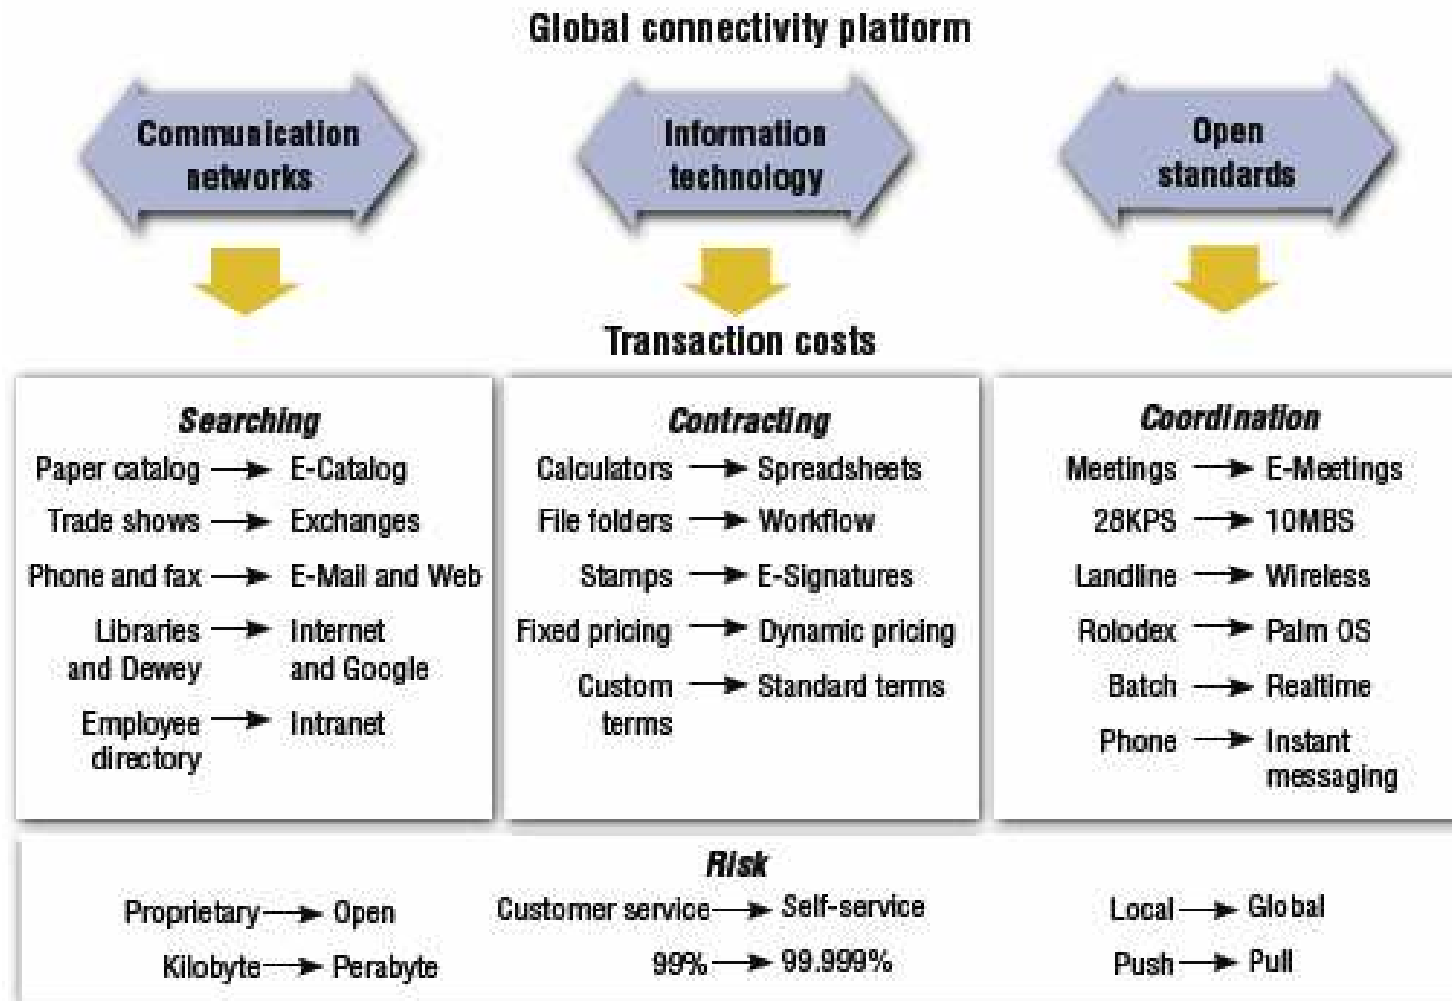 Global connectivity platform
Communication
networks
Information
technology
Open
standards
Transaction costs
Searching
Paper catalog → E-Catalog
Trade shows → Exchanges
Phone and fax → E-Mail and Web
Libraries → Internet
and Dewey and Google
Employee → Intranet
directory
Contracting
Calculators → Spreadsheets
File folders → Workflow
Stamps → E-Signatures
Fixed pricing → Dynamic pricing
Custom → Standard terms
terms
Coordination
Meetings → E-Meetings
28KPS → 10MBS
Landline → Wireless
Rolodex → Palm OS
Batch → Realtime
Phone → Instant
messaging
Risk
Proprietary → Open
Kilobyte → Perabyte
Customer service → Self-service
99% → 99.999%
Local → Global
Push → Pull